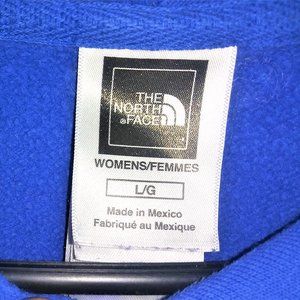 THE
NORTH
FACE
WOMENS/FEMMES
L/G
Made in Mexico
Fabriqué au Mexique